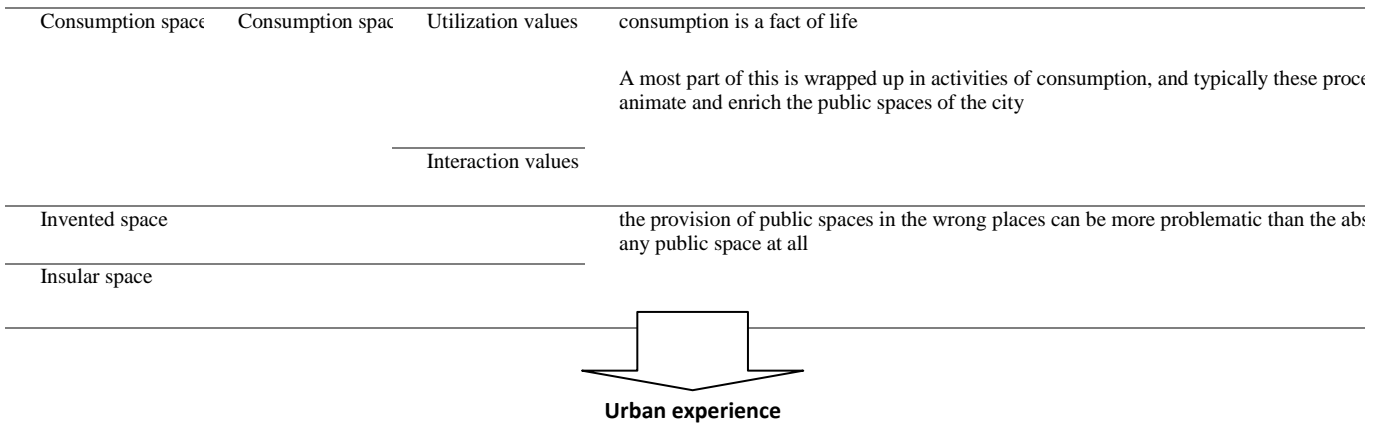 Consumption space Consumption spac Utilization values consumption is a fact of life
A most part of this is wrapped up in activities of consumption, and typically these
animate and enrich the public spaces of the city
Interaction values
Invented space the provision of public spaces in the wrong places can be more problematic than the
any public space at all
Insular space
Urban experience